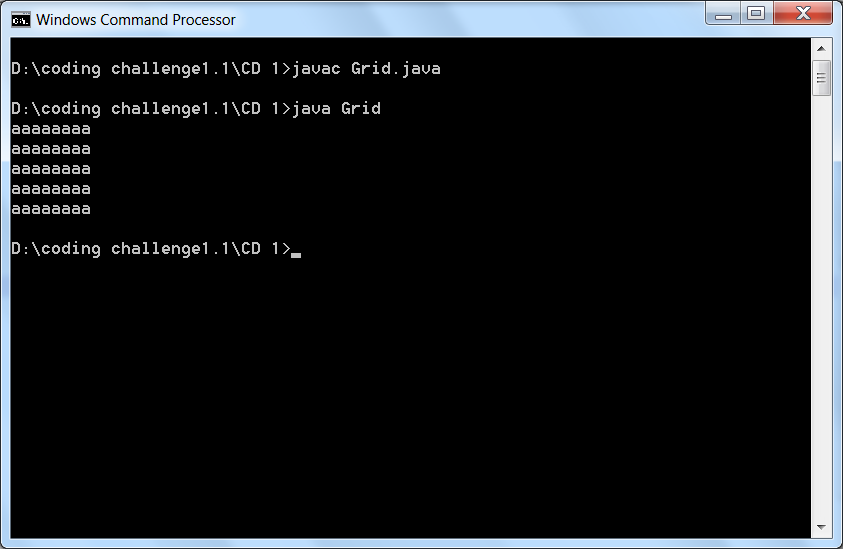 Windows Command Processor
D:\coding challenge1.1\CD 1>javac Grid.java
D:\coding challenge1.1\CD 1>java Grid
aaaaaaaa
aaaaaaaa
aaaaaaaa
aaaaaaaa
aaaaaaaa
D:\coding challenge1.1\CD 1>